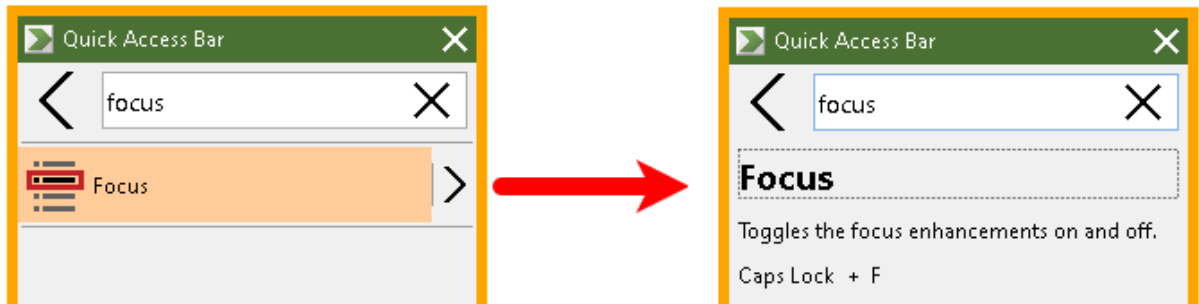 Quick Access Bar
focus
Focus
Quick Access Bar
focus
Focus
Toggles the focus enhancements on and off.
Caps Lock + F